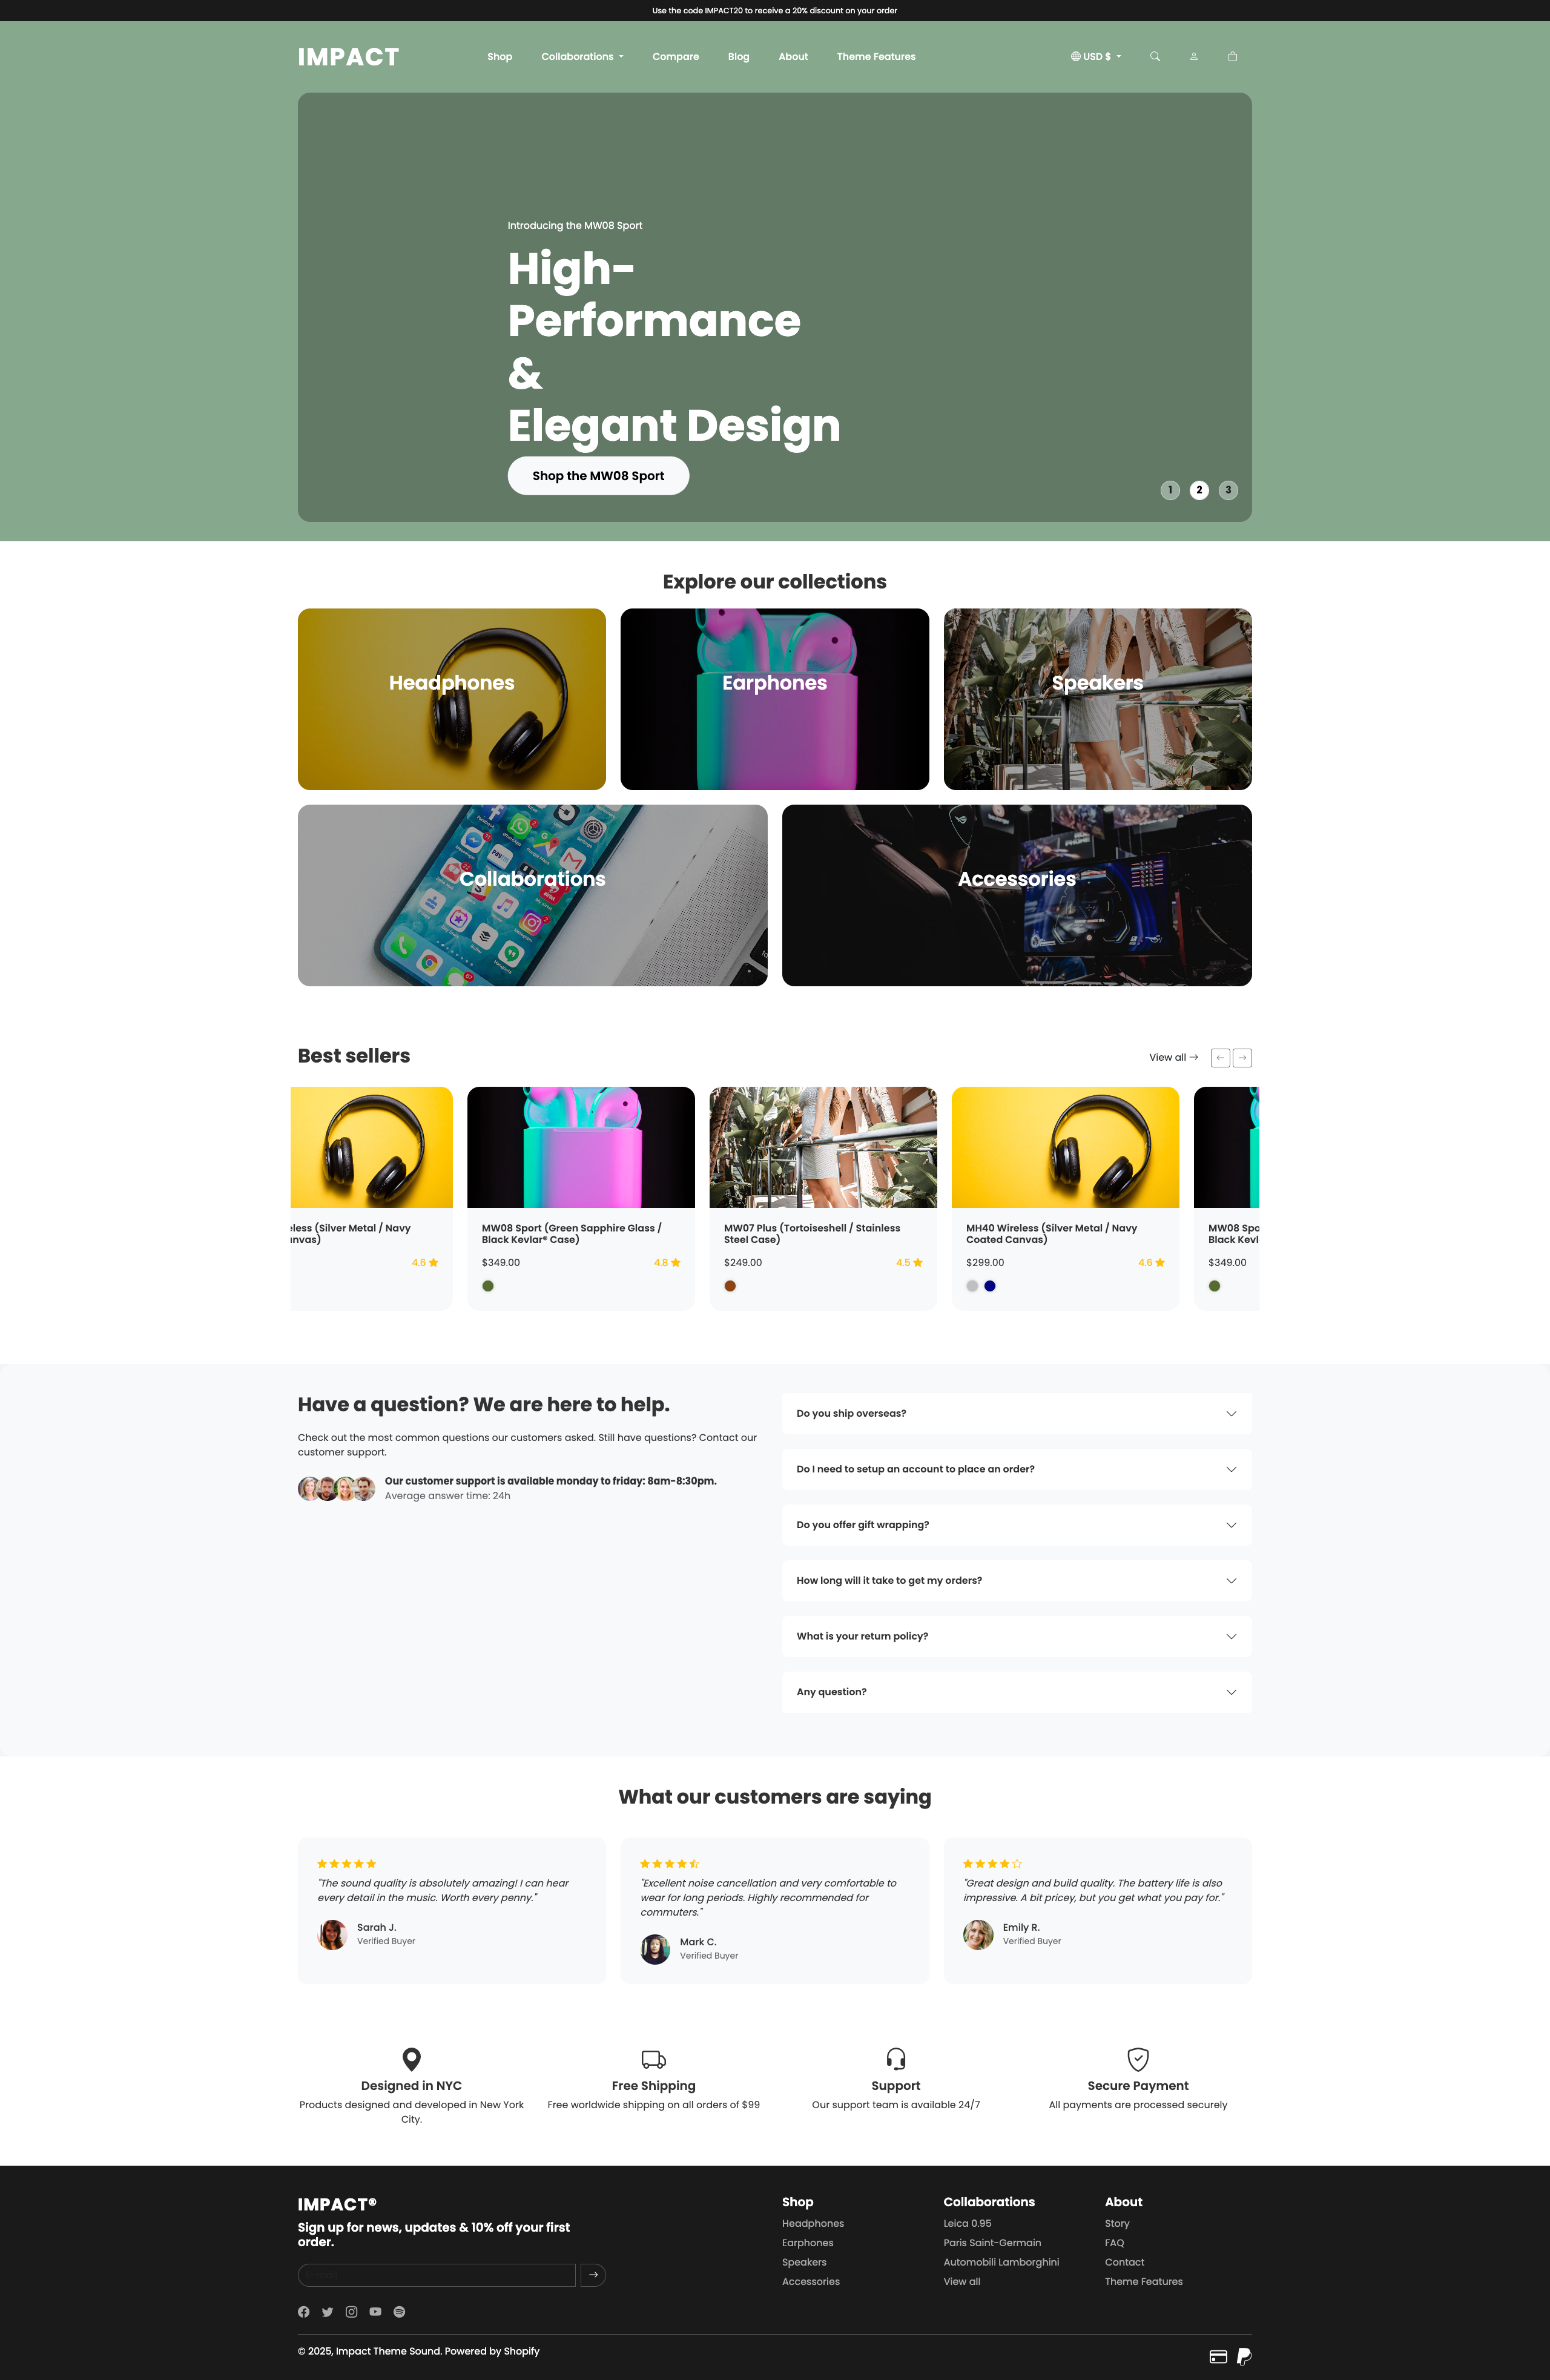 Use the code IMPACT20 to receive a 20% discount on your order
IMPACT
Shop
Collaborations
Compare
Blog
About
Theme Features
USD $
Introducing the MW08 Sport
High-
Performance
&
Elegant Design
Shop the MW08 Sport
1 2 3
Explore our collections
Headphones
Earphones
Speakers
Collaborations
Accessories
Best sellers
View all
eless (Silver Metal / Navy
anvas)
4.6
MW08 Sport (Green Sapphire Glass /
Black Kevlar® Case)
$349.00
4.8
MW07 Plus (Tortoiseshell / Stainless
Steel Case)
$249.00
4.5
MH40 Wireless (Silver Metal / Navy
Coated Canvas)
$299.00
4.6
MW08 Spo
Black Kevl
$349.00
Have a question? We are here to help.
Check out the most common questions our customers asked. Still have questions? Contact our
customer support.
Our customer support is available monday to friday: 8am-8:30pm.
Average answer time: 24h
Do you ship overseas?
Do I need to setup an account to place an order?
Do you offer gift wrapping?
How long will it take to get my orders?
What is your return policy?
Any question?
What our customers are saying
"The sound quality is absolutely amazing! I can hear
every detail in the music. Worth every penny."
Sarah J.
Verified Buyer
"Excellent noise cancellation and very comfortable to
wear for long periods. Highly recommended for
commuters."
Mark C.
Verified Buyer
"Great design and build quality. The battery life is also
impressive. A bit pricey, but you get what you pay for."
Emily R.
Verified Buyer
Designed in NYC
Products designed and developed in New York
City.
Free Shipping
Free worldwide shipping on all orders of $99
Support
Our support team is available 24/7
Secure Payment
All payments are processed securely
IMPACT®
Sign up for news, updates & 10% off your first
order.
Shop
Headphones
Earphones
Speakers
Accessories
Collaborations
Leica 0.95
Paris Saint-Germain
Automobili Lamborghini
View all
About
Story
FAQ
Contact
Theme Features
© 2025, Impact Theme Sound. Powered by Shopify